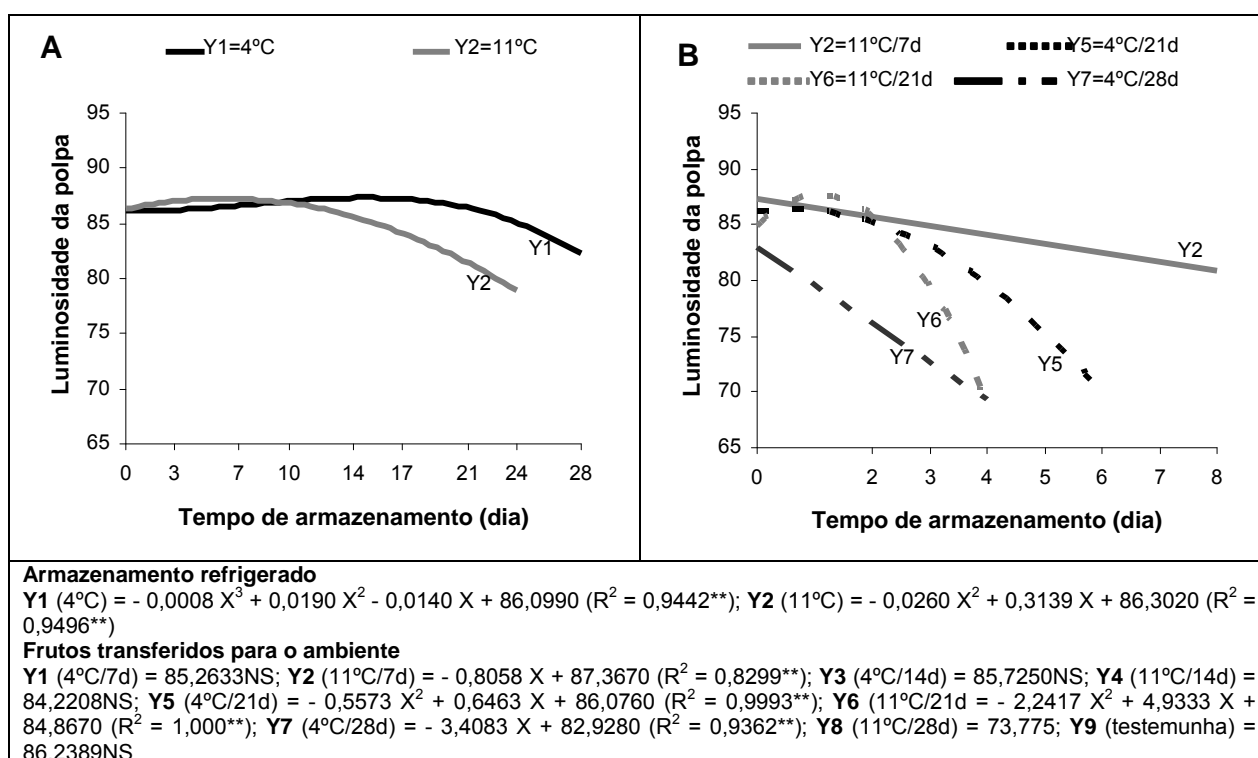 A
Y1=4ºC Y2=11ºC
Luminosidade da polpa
95
90
85
80
75
70
65
Y1
Y2
0 3 7 10 14 17 21 24 28
Tempo de armazenamento (dia)
B
Y2=11ºC/7d Y5=4ºC/21d
Y6=11ºC/21d Y7=4ºC/28d
Luminosidade da polpa
95
90
85
80
75
70
65
Y2
Y6
Y7
Y5
0 2 3 4 5 6 7 8
Tempo de armazenamento (dia)
Armazenamento refrigerado
Y1 (4ºC) = - 0,0008 X³ + 0,0190 X² - 0,0140 X + 86,0990 (R² = 0,9442**); Y2 (11ºC) = - 0,0260 X² + 0,3139 X + 86,3020 (R² =
0,9496**)
Frutos transferidos para o ambiente
Y1 (4ºC/7d) = 85,2633NS; Y2 (11ºC/7d) = - 0,8058 X + 87,3670 (R² = 0,8299**); Y3 (4ºC/14d) = 85,7250NS; Y4 (11ºC/14d) =
84,2208NS; Y5 (4ºC/21d) = - 0,5573 X² + 0,6463 X + 86,0760 (R² = 0,9993**); Y6 (11ºC/21d = - 2,2417 X² + 4,9333 X +
84,8670 (R² = 1,000**); Y7 (4ºC/28d) = - 3,4083 X + 82,9280 (R² = 0,9362**); Y8 (11ºC/28d) = 73,775; Y9 (testemunha) =
86,2389NS